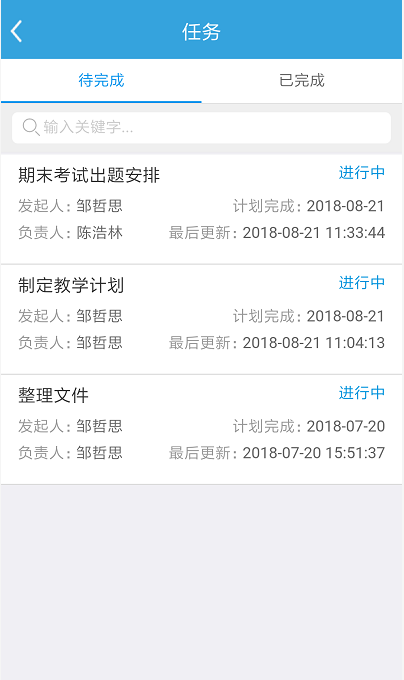 任务
待完成 已完成
输入关键字...
期末考试出题安排 进行中
发起人: 邹哲思 计划完成: 2018-08-21
负责人: 陈浩林 最后更新: 2018-08-21 11:33:44
制定教学计划 进行中
发起人: 邹哲思 计划完成: 2018-08-21
负责人: 邹哲思 最后更新: 2018-08-21 11:04:13
整理文件 进行中
发起人: 邹哲思 计划完成: 2018-07-20
负责人: 邹哲思 最后更新: 2018-07-20 15:51:37